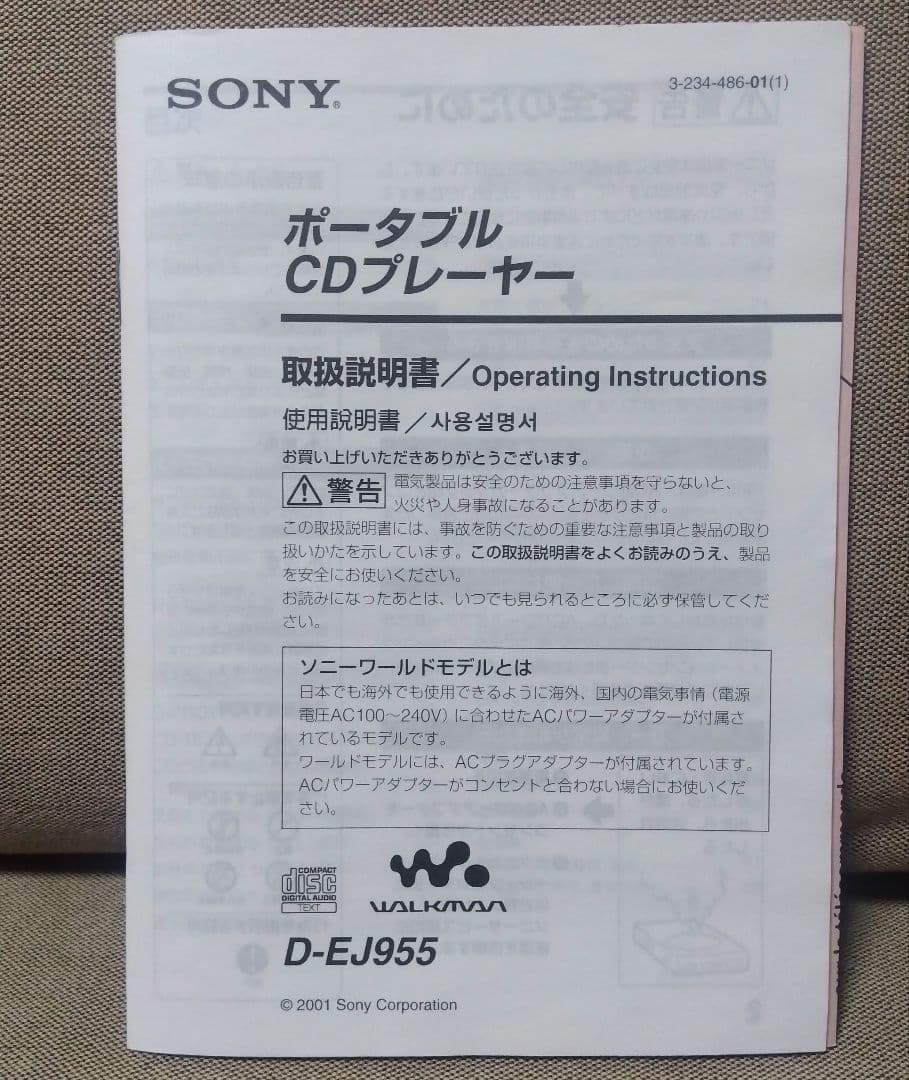 SONY®
3-234-486-01(1)
ポータブル
CDプレーヤー
取扱説明書／Operating Instructions
使用說明書／사용설명서
お買い上げいただきありがとうございます。
警告
電気製品は安全のための注意事項を守らないと、
火災や人身事故になることがあります。
この取扱説明書には、事故を防ぐための重要な注意事項と製品の取り
扱いかたを示しています。この取扱説明書をよくお読みのうえ、製品
を安全にお使いください。
お読みになったあとは、いつでも見られるところに必ず保管してくだ
さい。
ソニーワールドモデルとは
日本でも海外でも使用できるように海外、国内の電気事情（電源
電圧AC100～240V）に合わせたACパワーアダプターが付属さ
れているモデルです。
ワールドモデルには、ACプラグアダプターが付属されています。
ACパワーアダプターがコンセントと合わない場合にお使いくだ
さい。
COMPACT
disc
DIGITAL AUDIO
TEXT
WALKMAN
D-EJ955
© 2001 Sony Corporation